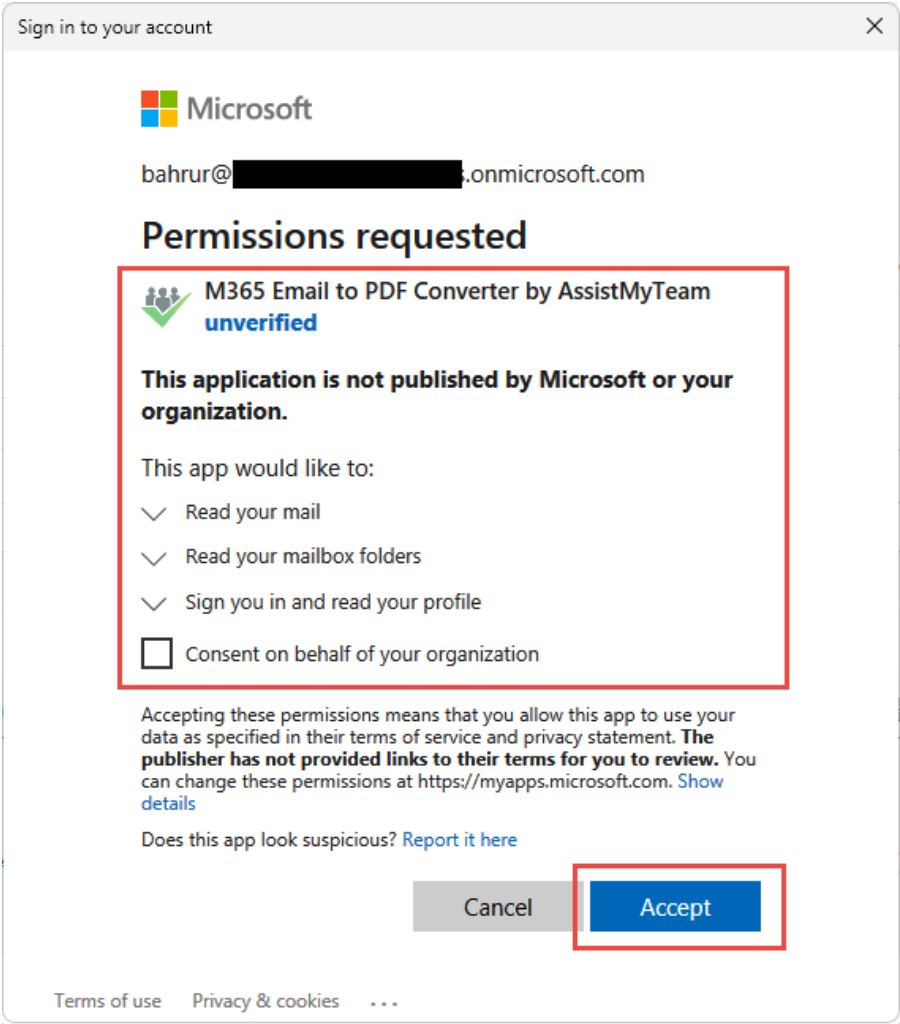 Sign in to your account
Microsoft
bahrur@s.onmicrosoft.com
Permissions requested
M365 Email to PDF Converter by AssistMyTeam
unverified
This application is not published by Microsoft or your
organization.
This app would like to:
Read your mail
Read your mailbox folders
Sign you in and read your profile
Consent on behalf of your organization
Accepting these permissions means that you allow this app to use your
data as specified in their terms of service and privacy statement. The
publisher has not provided links to their terms for you to review. You
can change these permissions at https://myapps.microsoft.com. Show
details
Does this app look suspicious? Report it here
Cancel
Accept
Terms of use
Privacy & cookies
...